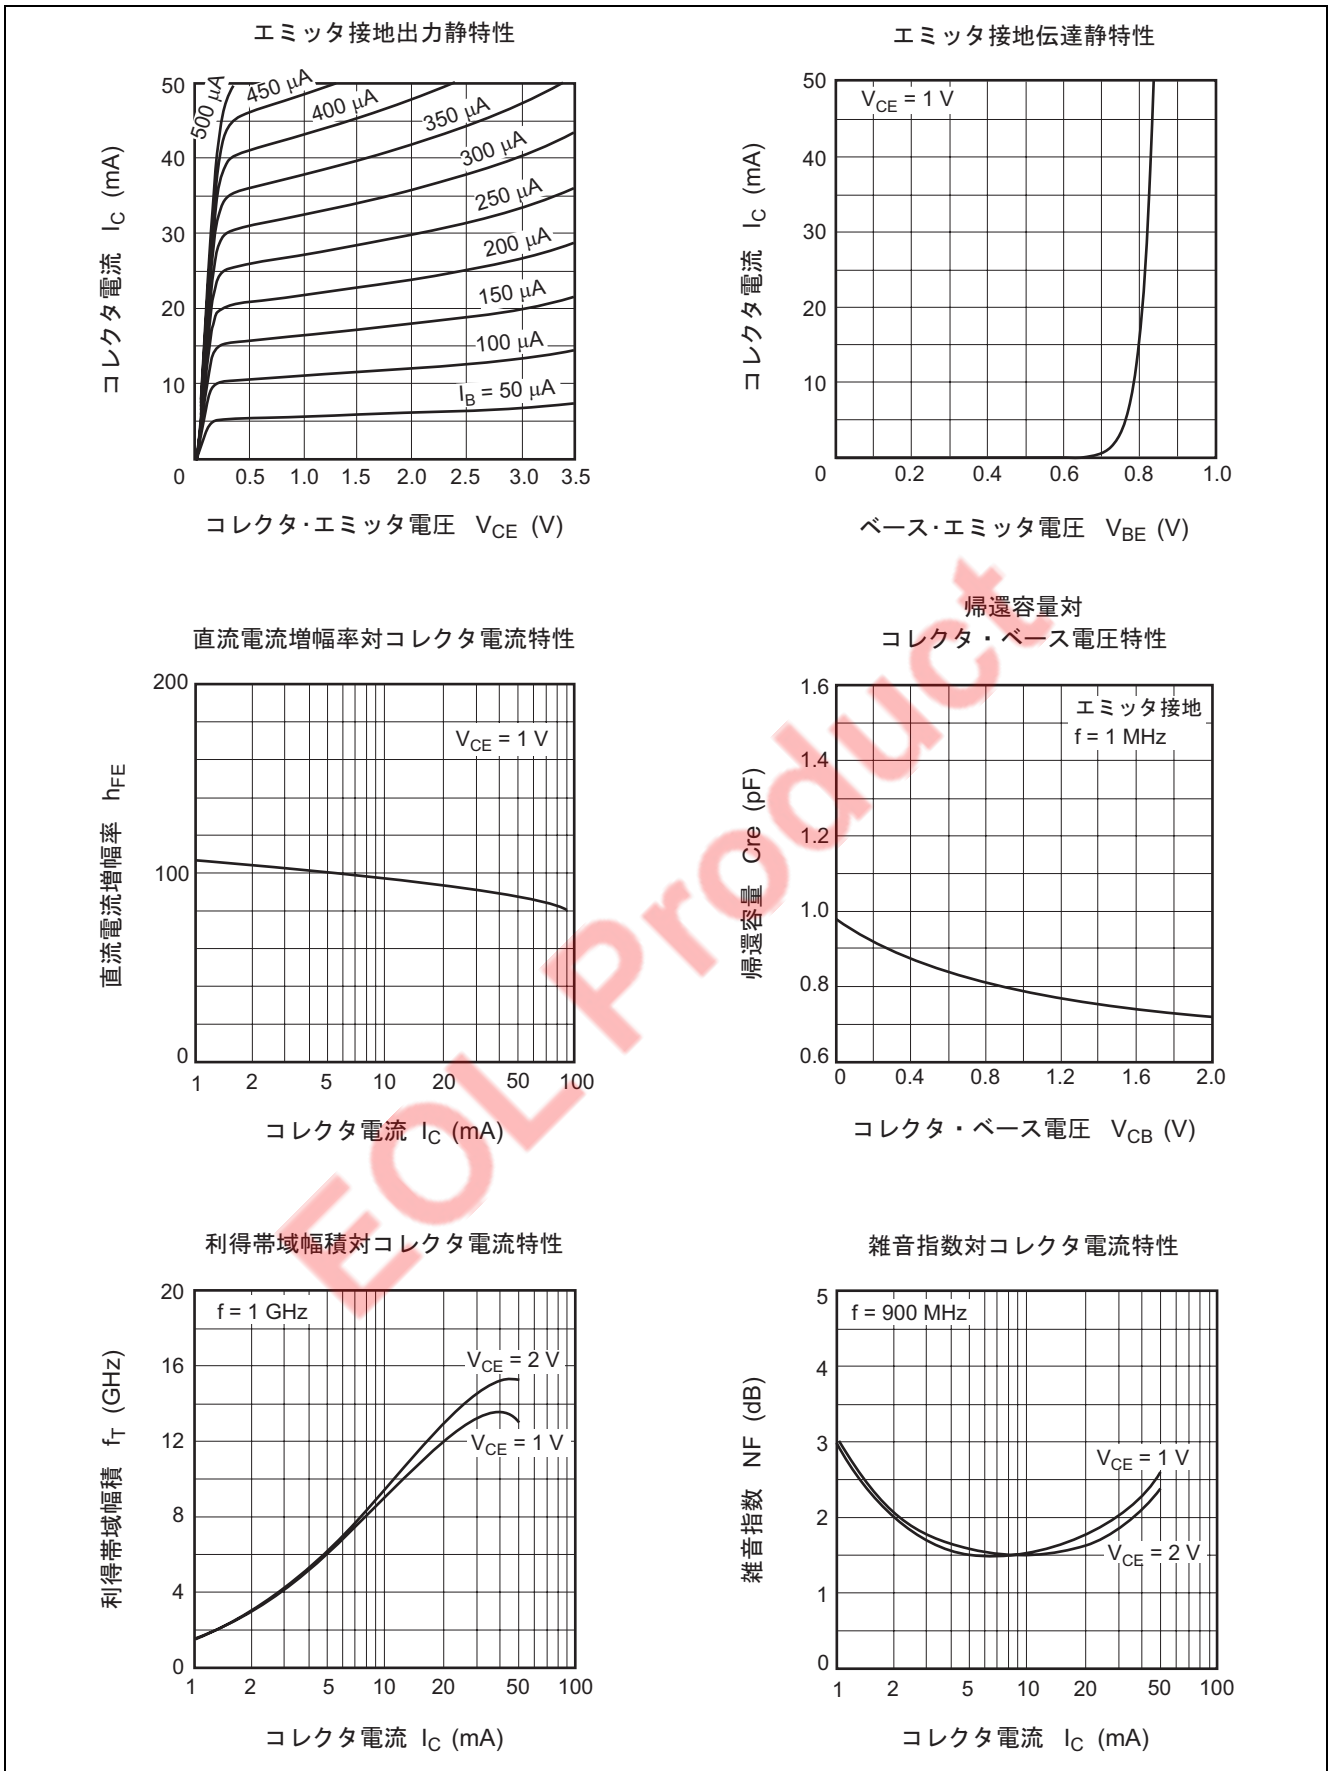 エミッタ接地出力静特性
コレクタ電流 IC (mA)
50
40
30
20
10
0
500 μA
450 μA
400 μA
350 μA
300 μA
250 μA
200 μA
150 μA
100 μA
IB = 50 μA
0.5 1.0 1.5 2.0 2.5 3.0 3.5
コレクタ・エミッタ電圧 VCE (V)
エミッタ接地伝達静特性
コレクタ電流 IC (mA)
50
40
30
20
10
0
VCE = 1 V
0.2 0.4 0.6 0.8 1.0
ベース・エミッタ電圧 VBE (V)
直流電流増幅率対コレクタ電流特性
直流電流増幅率 hFE
200
100
0
VCE = 1 V
1 2 5 10 20 50 100
コレクタ電流 IC (mA)
帰還容量対
コレクタ・ベース電圧特性
帰還容量 Cre (pF)
1.6
1.4
1.2
1.0
0.8
0.6
エミッタ接地
f = 1 MHz
0 0.4 0.8 1.2 1.6 2.0
コレクタ・ベース電圧 VCB (V)
利得帯域幅積対コレクタ電流特性
利得帯域幅積 fT (GHz)
20
16
12
8
4
0
f = 1 GHz
VCE = 2 V
VCE = 1 V
1 2 5 10 20 50 100
コレクタ電流 IC (mA)
雑音指数対コレクタ電流特性
雑音指数 NF (dB)
5
4
3
2
1
0
f = 900 MHz
VCE = 1 V
VCE = 2 V
1 2 5 10 20 50 100
コレクタ電流 IC (mA)
EOL Product